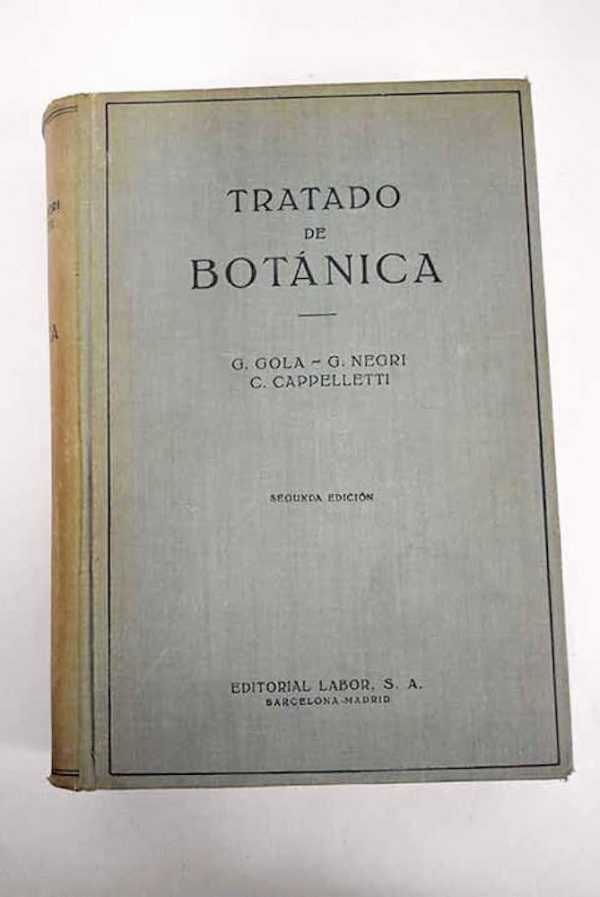 TRATADO
DE
BOTÁNICA
G. GOLA - G. NEGRI
C. CAPPELLETTI
SEGUNDA EDICIÓN
EDITORIAL LABOR, S. A.
BARCELONA-MADRID